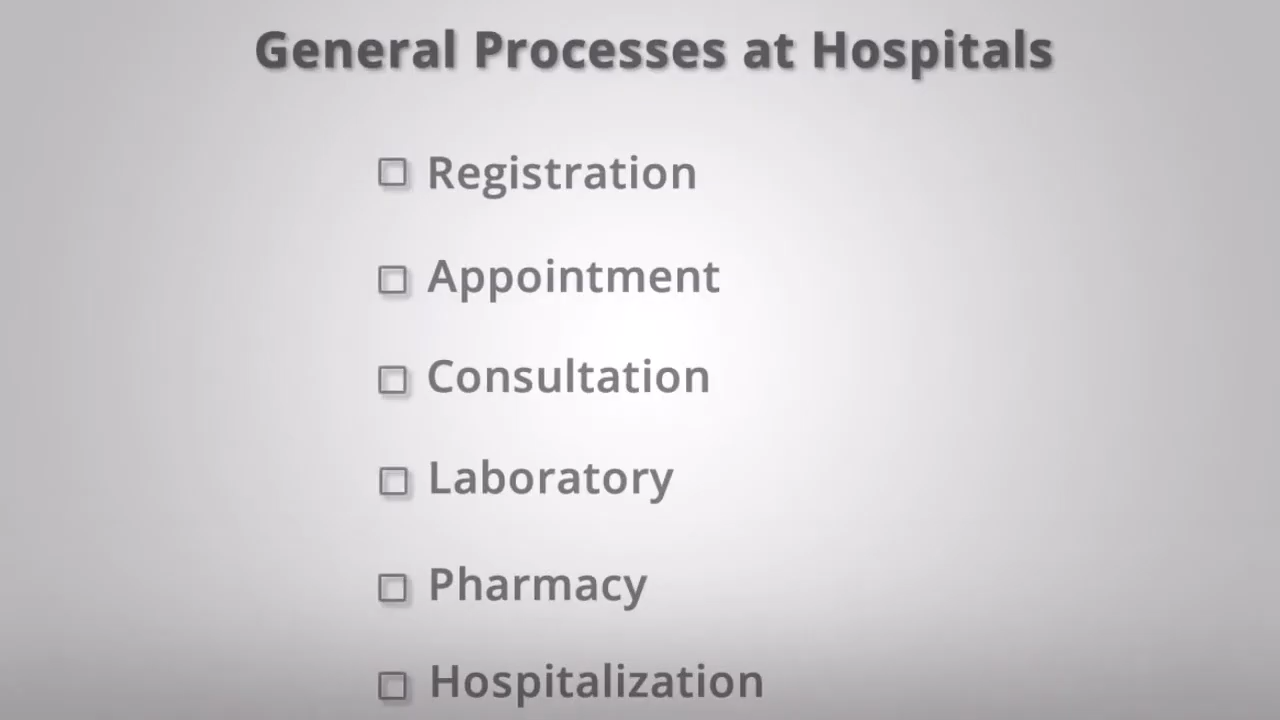 General Processes at Hospitals
Registration
Appointment
Consultation
Laboratory
Pharmacy
Hospitalization